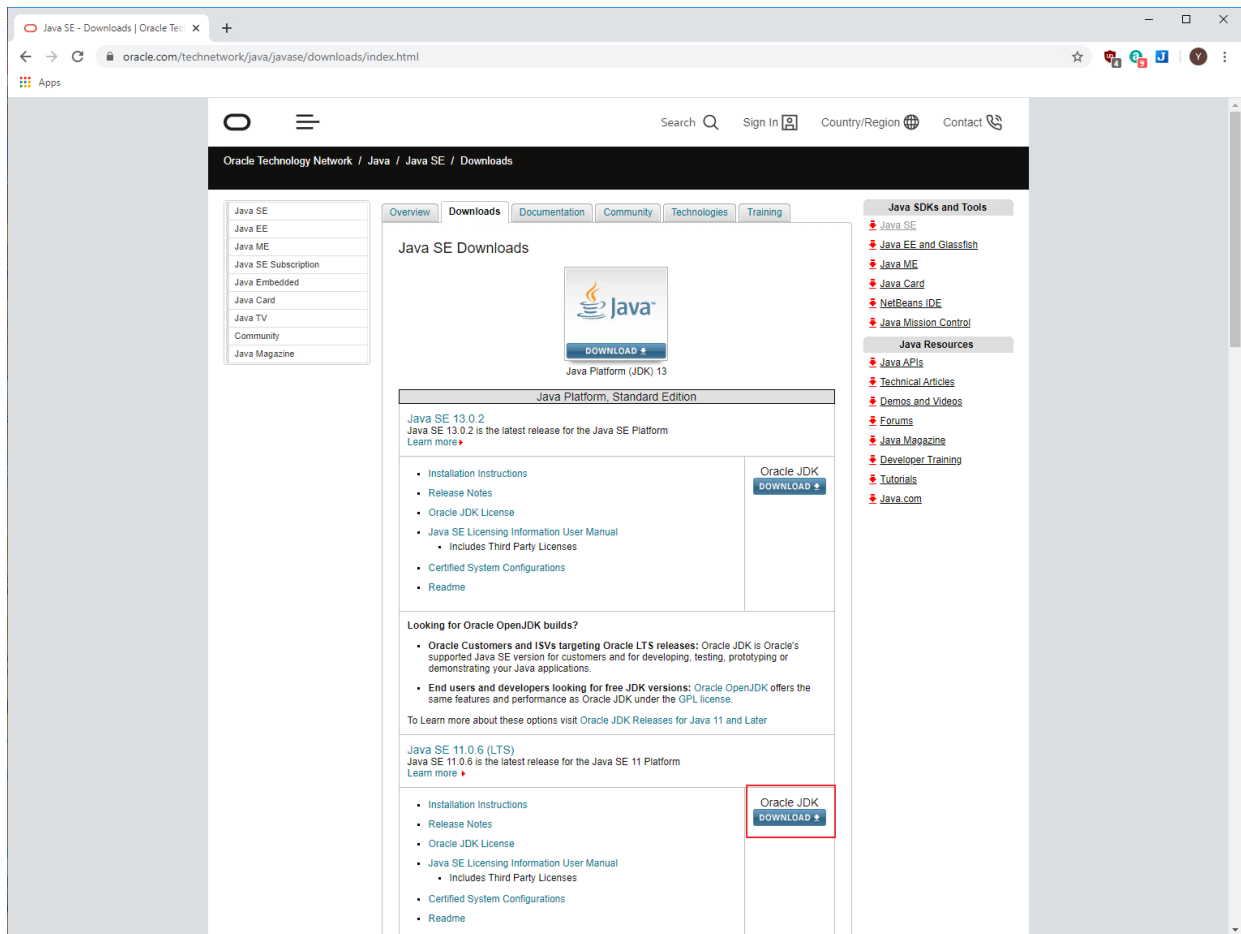 Java SE - Downloads | Oracle Tec
oracle.com/technetwork/java/javase/downloads/index.html
4
9
J
Y
Apps
Search
Sign In
Country/Region
Contact
Oracle Technology Network / Java / Java SE / Downloads
Java SE
Java EE
Java ME
Java SE Subscription
Java Embedded
Java Card
Java TV
Community
Java Magazine
Overview
Downloads
Documentation
Community
Technologies
Training
Java SE Downloads
Java™
DOWNLOAD
Java Platform (JDK) 13
Java Platform, Standard Edition
Java SE 13.0.2
Java SE 13.0.2 is the latest release for the Java SE Platform
Learn more
Installation Instructions
Release Notes
Oracle JDK License
Java SE Licensing Information User Manual
Includes Third Party Licenses
Certified System Configurations
Readme
Oracle JDK
DOWNLOAD
Looking for Oracle OpenJDK builds?
Oracle Customers and ISVs targeting Oracle LTS releases: Oracle JDK is Oracle's
supported Java SE version for customers and for developing, testing, prototyping or
demonstrating your Java applications.
End users and developers looking for free JDK versions: Oracle OpenJDK offers the
same features and performance as Oracle JDK under the GPL license.
To Learn more about these options visit Oracle JDK Releases for Java 11 and Later
Java SE 11.0.6 (LTS)
Java SE 11.0.6 is the latest release for the Java SE 11 Platform
Learn more
Installation Instructions
Release Notes
Oracle JDK License
Java SE Licensing Information User Manual
Includes Third Party Licenses
Certified System Configurations
Readme
Oracle JDK
DOWNLOAD
Java SDKs and Tools
Java SE
Java EE and Glassfish
Java ME
Java Card
NetBeans IDE
Java Mission Control
Java Resources
Java APIs
Technical Articles
Demos and Videos
Forums
Java Magazine
Developer Training
Tutorials
Java.com